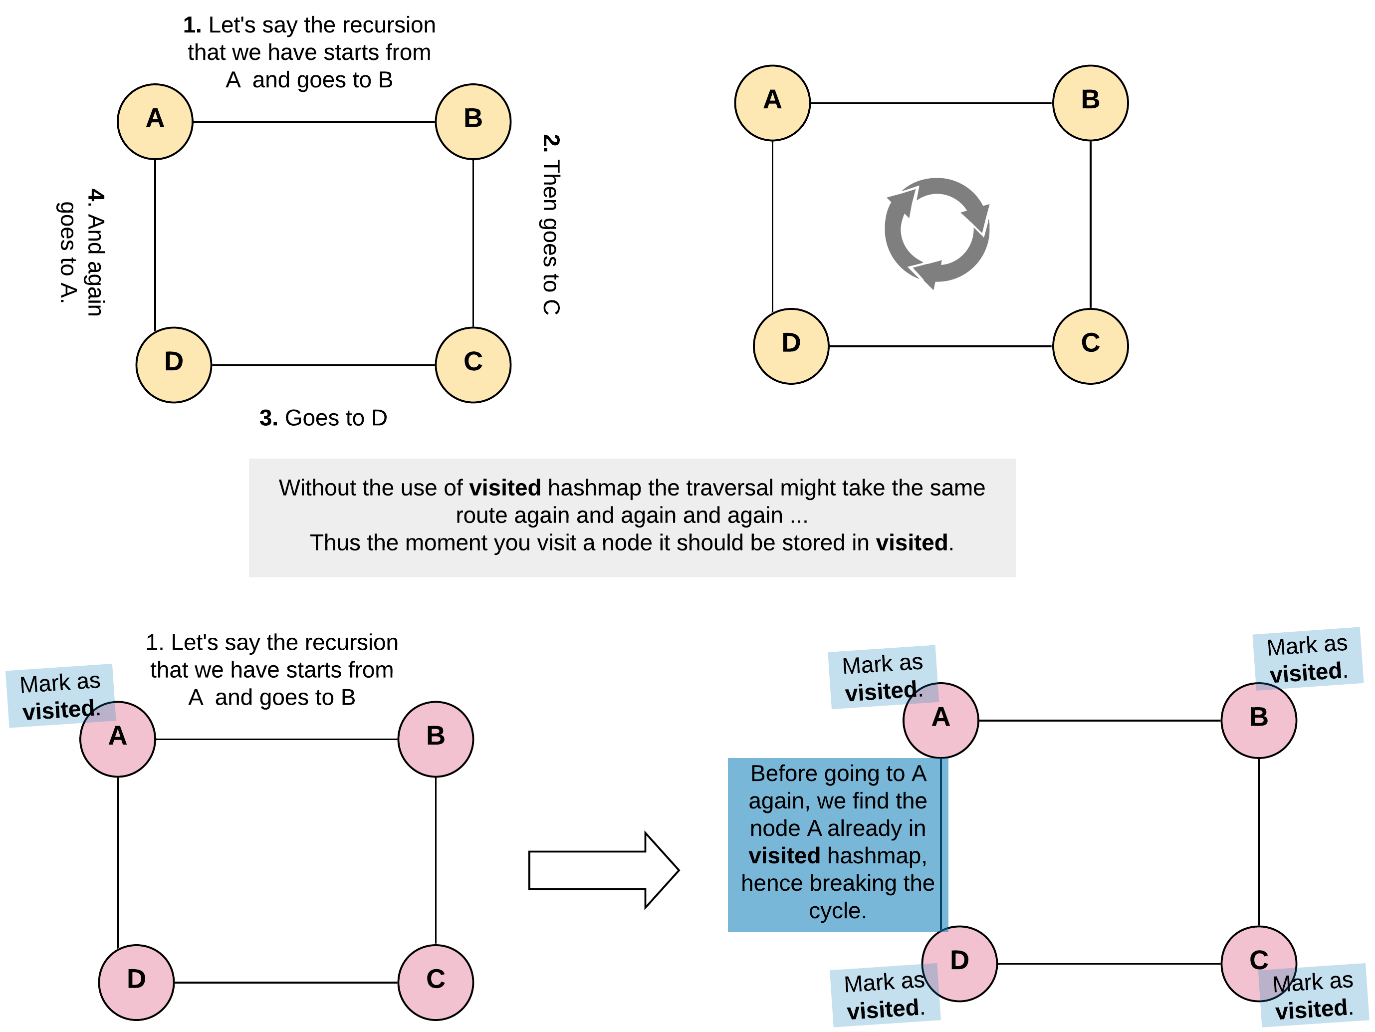 1. Let's say the recursion
that we have starts from
A and goes to B
A
B
2. Then goes to C
4. And again
goes to A.
D
C
3. Goes to D
A
B
D
C
Without the use of visited hashmap the traversal might take the same
route again and again and again ...
Thus the moment you visit a node it should be stored in visited.
1. Let's say the recursion
that we have starts from
A and goes to B
Mark as
visited.
A
B
D
C
Mark as
visited.
A
Mark as
visited.
B
Before going to A
again, we find the
node A already in
visited hashmap,
hence breaking the
cycle.
D
Mark as
visited.
C
Mark as
visited.